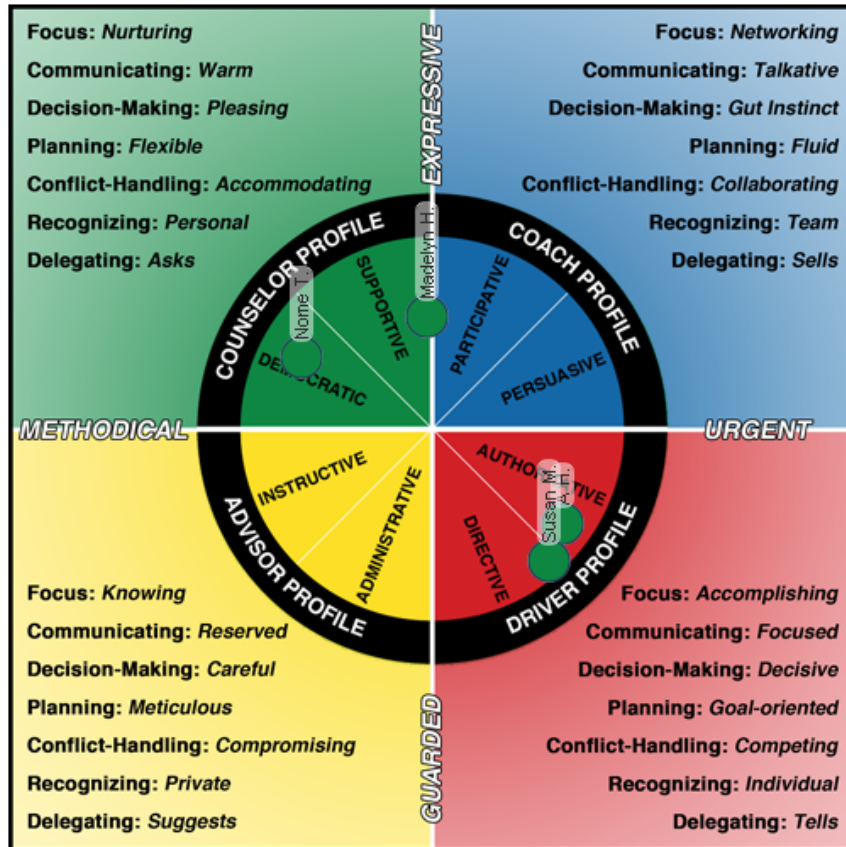 Focus: Nurturing
Communicating: Warm
Decision-Making: Pleasing
Planning: Flexible
Conflict-Handling: Accommodating
Recognizing: Personal
Delegating: Asks
EXPRESSIVE
Focus: Networking
Communicating: Talkative
Decision-Making: Gut Instinct
Planning: Fluid
Conflict-Handling: Collaborating
Recognizing: Team
Delegating: Sells
COUNSELOR PROFILE
COACH PROFILE
Nome T.
SUPPORTIVE
Madelyn H.
PARTICIPATIVE
DEMOCRATIC
PERSUASIVE
METHODICAL
URGENT
INSTRUCTIVE
ADMINISTRATIVE
DIRECTIVE
Susan M.
A H.
AUTHORITATIVE
ADVISOR PROFILE
DRIVER PROFILE
Focus: Knowing
Communicating: Reserved
Decision-Making: Careful
Planning: Meticulous
Conflict-Handling: Compromising
Recognizing: Private
Delegating: Suggests
GUARDED
Focus: Accomplishing
Communicating: Focused
Decision-Making: Decisive
Planning: Goal-oriented
Conflict-Handling: Competing
Recognizing: Individual
Delegating: Tells